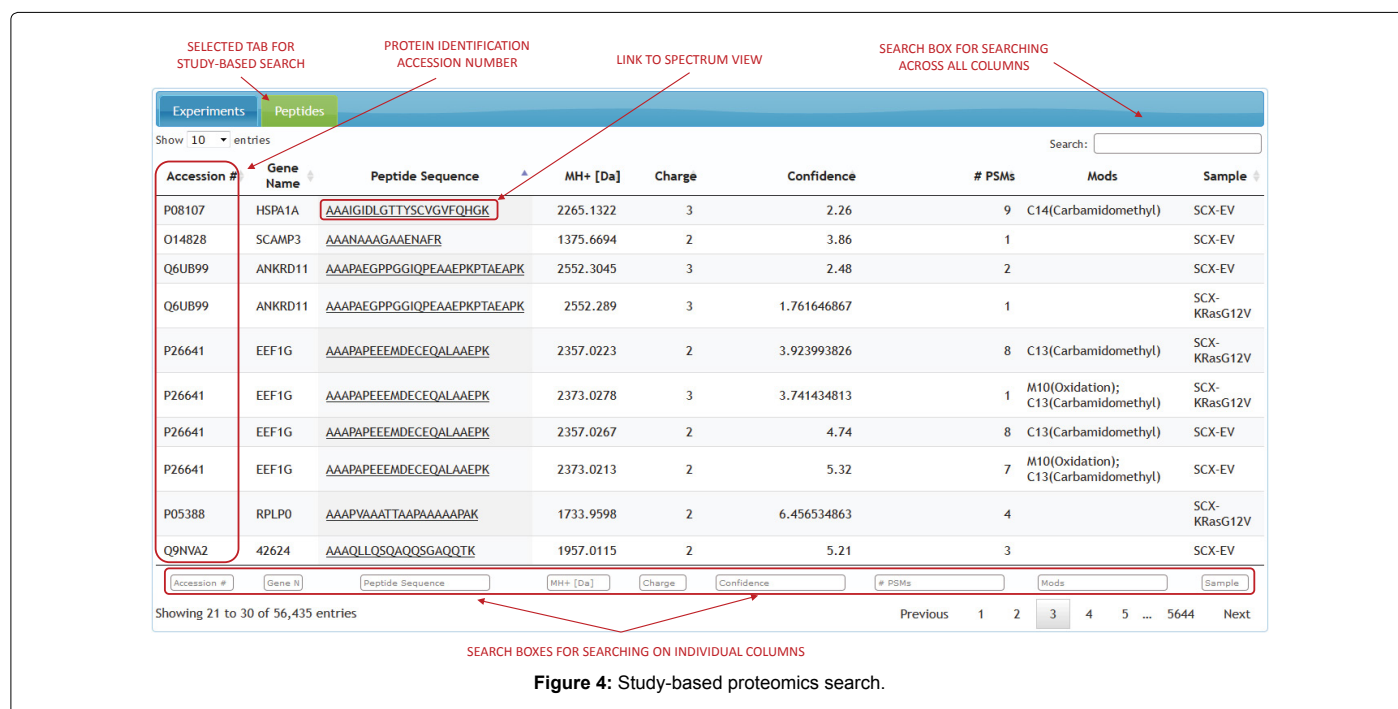 SELECTED TAB FOR
STUDY-BASED SEARCH
PROTEIN IDENTIFICATION
ACCESSION NUMBER
LINK TO SPECTRUM VIEW
SEARCH BOX FOR SEARCHING
ACROSS ALL COLUMNS
Experiments Peptides
Show 10 entries
Search:
Accession # Gene Name Peptide Sequence MH+ [Da] Charge Confidence # PSMs Mods Sample
P08107 HSPA1A AAAIGIDLGTTYSCVGVFQHGK 2265.1322 3 2.26 9 C14(Carbamidomethyl) SCX-EV
O14828 SCAMP3 AAANAAAGAAENAFR 1375.6694 2 3.86 1 SCX-EV
Q6UB99 ANKRD11 AAAPAEGPPGGIQPEAAEPKPTAEAPK 2552.3045 3 2.48 2 SCX-EV
Q6UB99 ANKRD11 AAAPAEGPPGGIQPEAAEPKPTAEAPK 2552.289 3 1.761646867 1 SCX-KRasG12V
P26641 EEF1G AAAPAPEEEMDECEQALAAEPK 2357.0223 2 3.923993826 8 C13(Carbamidomethyl) SCX-KRasG12V
P26641 EEF1G AAAPAPEEEMDECEQALAAEPK 2373.0278 3 3.741434813 1 M10(Oxidation); C13(Carbamidomethyl) SCX-KRasG12V
P26641 EEF1G AAAPAPEEEMDECEQALAAEPK 2357.0267 2 4.74 8 C13(Carbamidomethyl) SCX-EV
P26641 EEF1G AAAPAPEEEMDECEQALAAEPK 2373.0213 2 5.32 7 M10(Oxidation); C13(Carbamidomethyl) SCX-EV
P05388 RPLP0 AAAPVAAATTAAPAAAAAPAK 1733.9598 2 6.456534863 4 SCX-KRasG12V
Q9NVA2 42624 AAAQLLQSQAQQSGAQQTK 1957.0115 2 5.21 3 SCX-EV
Accession # Gene N Peptide Sequence MH+ [Da] Charge Confidence # PSMs Mods Sample
Showing 21 to 30 of 56,435 entries
Previous 1 2 3 4 5 ... 5644 Next
SEARCH BOXES FOR SEARCHING ON INDIVIDUAL COLUMNS
Figure 4: Study-based proteomics search.